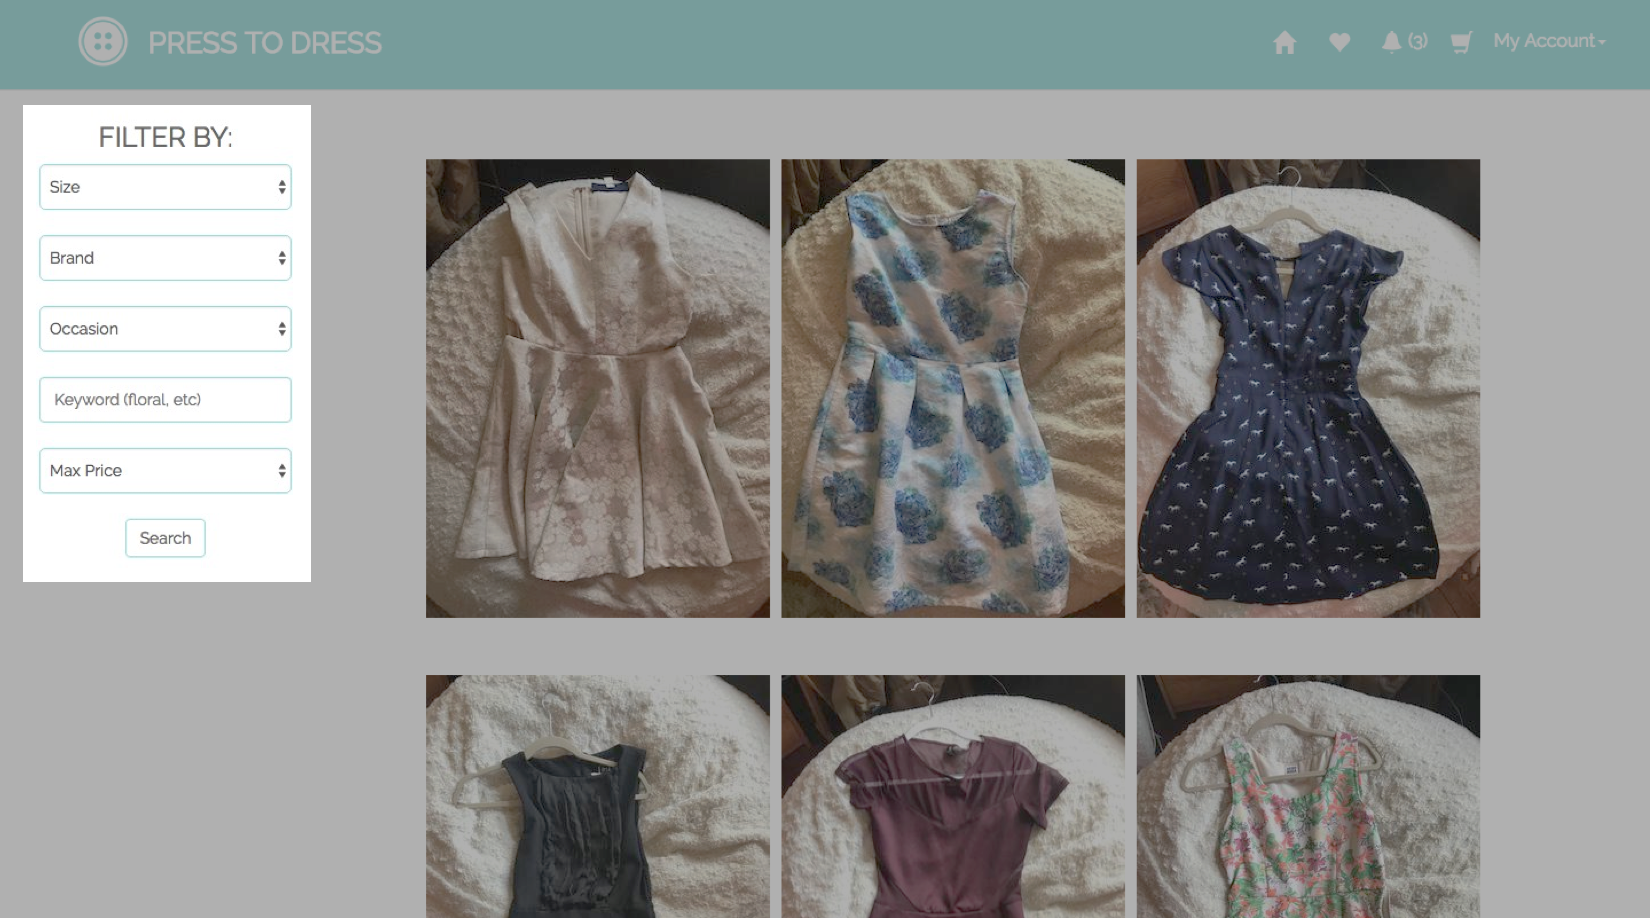 PRESS TO DRESS
(3)
My Account
FILTER BY:
Size
Brand
Occasion
Keyword (floral, etc)
Max Price
Search